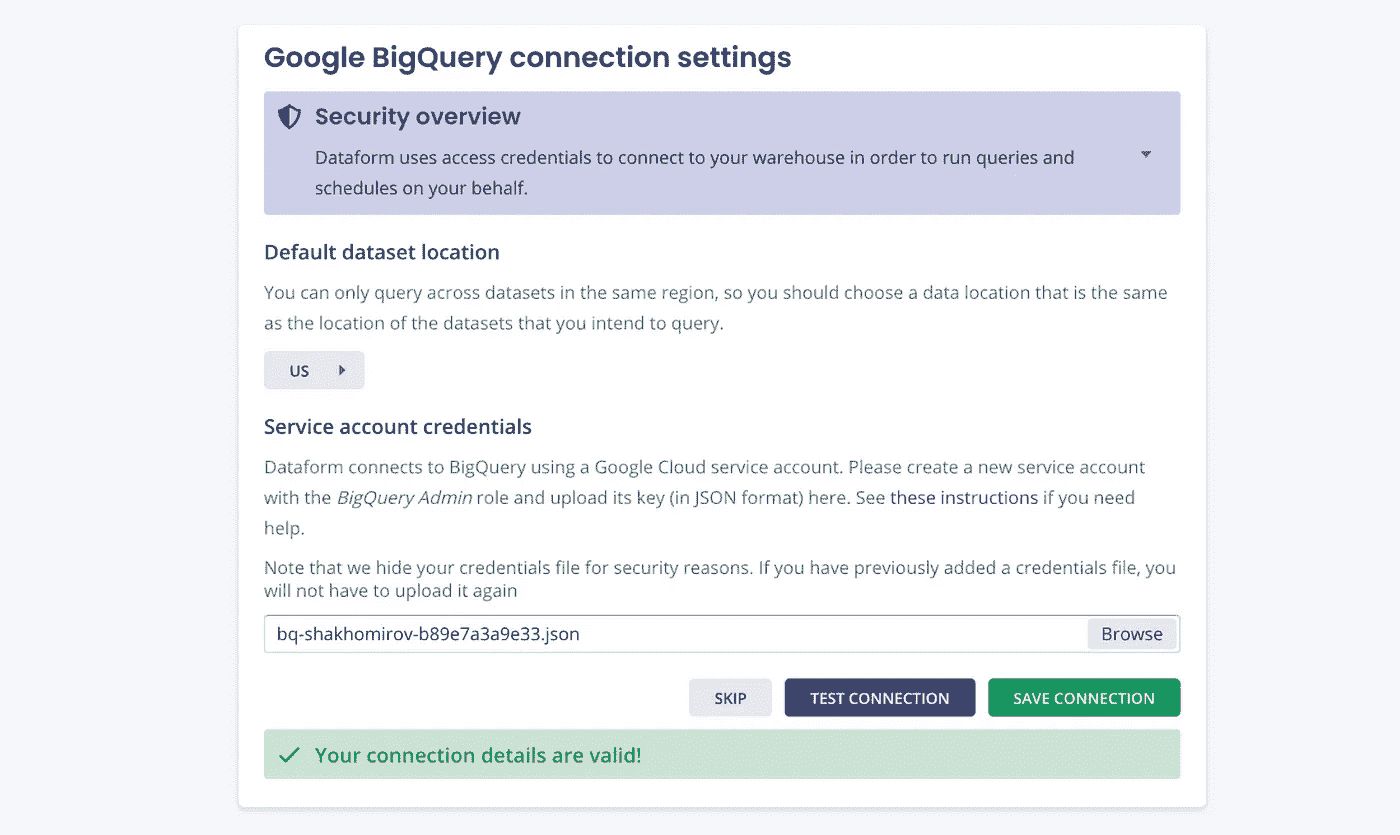 Google BigQuery connection settings
Security overview
Dataform uses access credentials to connect to your warehouse in order to run queries and
schedules on your behalf.
Default dataset location
You can only query across datasets in the same region, so you should choose a data location that is the same
as the location of the datasets that you intend to query.
US
Service account credentials
Dataform connects to BigQuery using a Google Cloud service account. Please create a new service account
with the BigQuery Admin role and upload its key (in JSON format) here. See these instructions if you need
help.
Note that we hide your credentials file for security reasons. If you have previously added a credentials file, you
will not have to upload it again
bq-shakhomirov-b89e7a3a9e33.json Browse
SKIP TEST CONNECTION SAVE CONNECTION
Your connection details are valid!